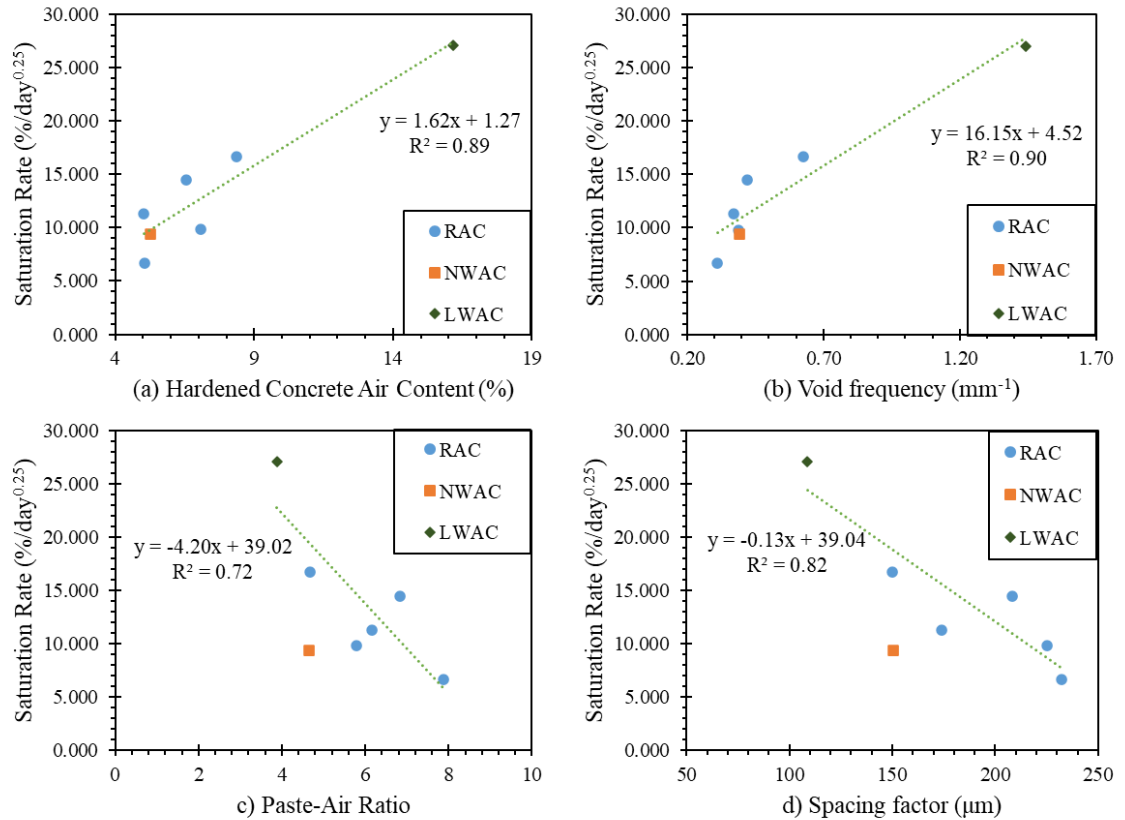 30.000
25.000
20.000
15.000
10.000
5.000
0.000
Saturation Rate (%/day^0.25)
y = 1.62x + 1.27
R² = 0.89
RAC
NWAC
LWAC
4 9 14 19
(a) Hardened Concrete Air Content (%)
30.000
25.000
20.000
15.000
10.000
5.000
0.000
Saturation Rate (%/day^0.25)
y = 16.15x + 4.52
R² = 0.90
RAC
NWAC
LWAC
0.20 0.70 1.20 1.70
(b) Void frequency (mm⁻¹)
30.000
25.000
20.000
15.000
10.000
5.000
0.000
Saturation Rate (%/day^0.25)
y = -4.20x + 39.02
R² = 0.72
RAC
NWAC
LWAC
0 2 4 6 8 10
c) Paste-Air Ratio
30.000
25.000
20.000
15.000
10.000
5.000
0.000
Saturation Rate (%/day^0.25)
y = -0.13x + 39.04
R² = 0.82
RAC
NWAC
LWAC
50 100 150 200 250
d) Spacing factor (μm)